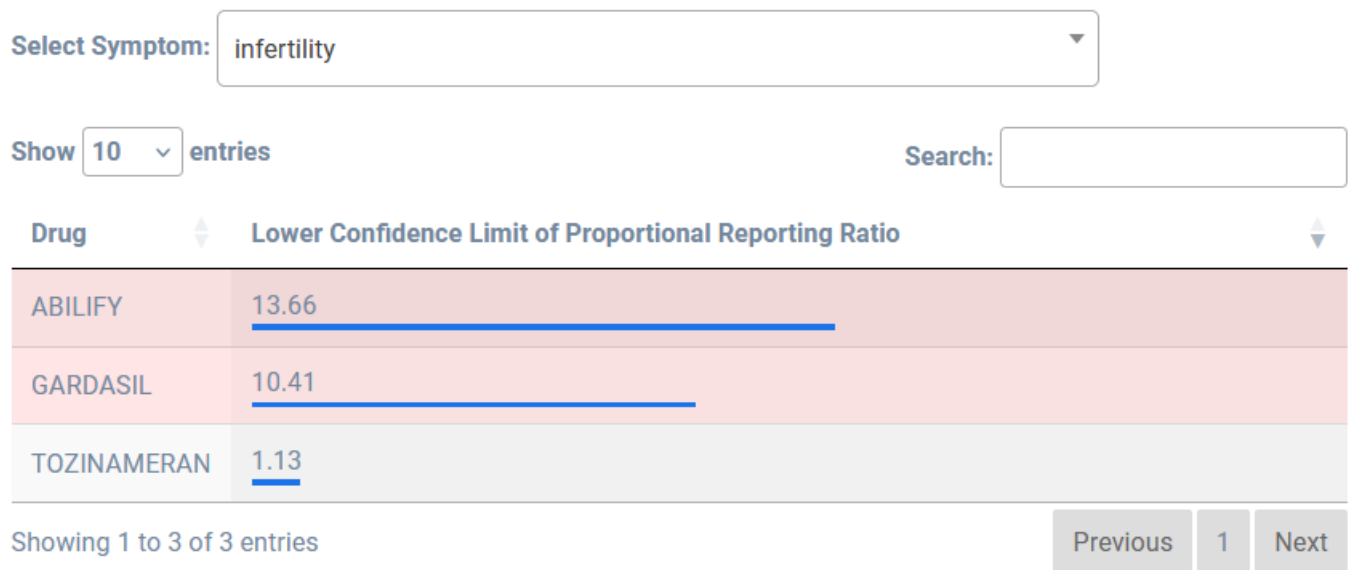 Select Symptom: infertility
Show 10 entries Search:
Drug Lower Confidence Limit of Proportional Reporting Ratio
ABILIFY 13.66
GARDASIL 10.41
TOZINAMERAN 1.13
Showing 1 to 3 of 3 entries Previous 1 Next